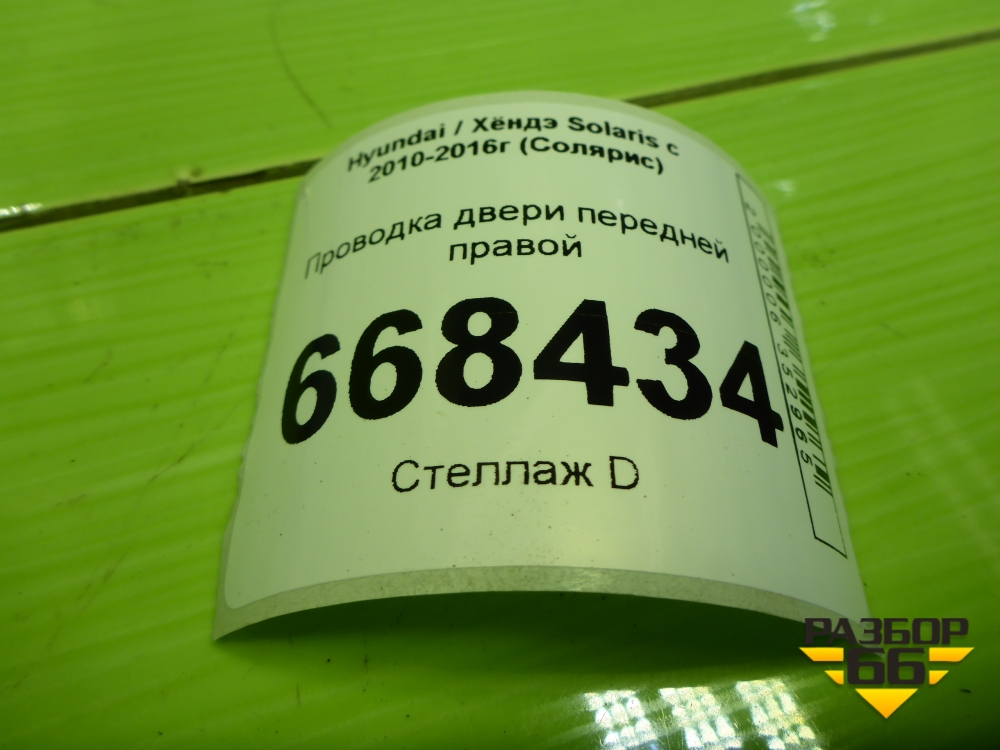 Hyundai / Хёндэ Solaris с
2010-2016г (Солярис)
Проводка двери передней
правой
668434
Стеллаж D
РАЗБОР
66